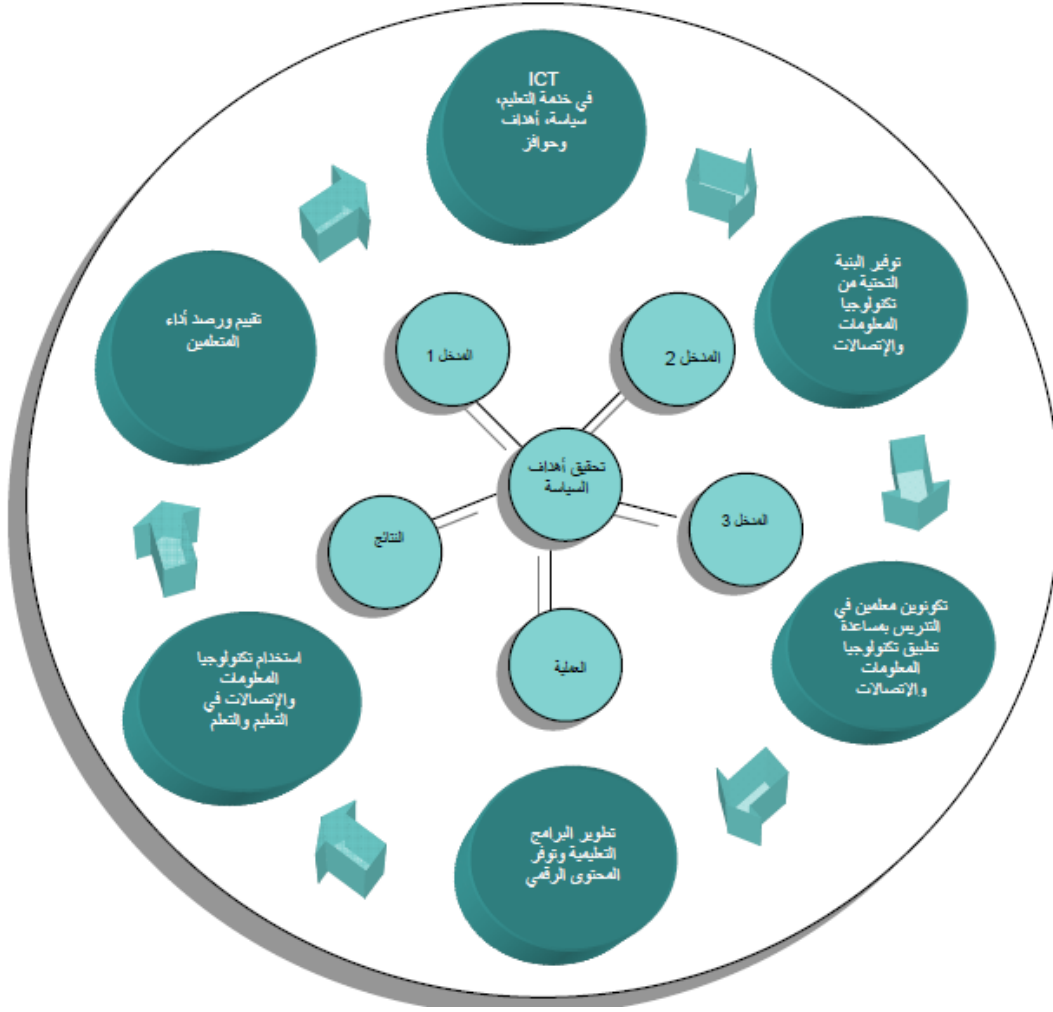 ICT
في خدمة التعليم،
سياسة، أهداف
وحوافز
توفير البنية
التحتية من
تكنولوجيا
المعلومات
والإتصالات
تكونوين معلمين في
التدريس بمساعدة
تطبيق تكنولوجيا
المعلومات
والإتصالات
تطوير البرامج
التعليمية وتوفر
المحتوى الرقمي
استخدام تكنولوجيا
المعلومات
والإتصالات في
التعليم والتعلم
تقييم ورصد أداء
المتعلمين
المدخل 1
المدخل 2
المدخل 3
العملية
النتائج
تحقيق أهداف
السياسة